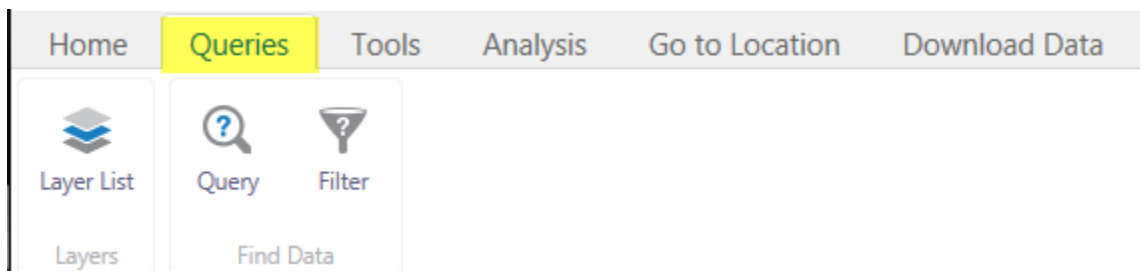 Home Queries Tools Analysis Go to Location Download Data
Layer List Query Filter
Layers Find Data